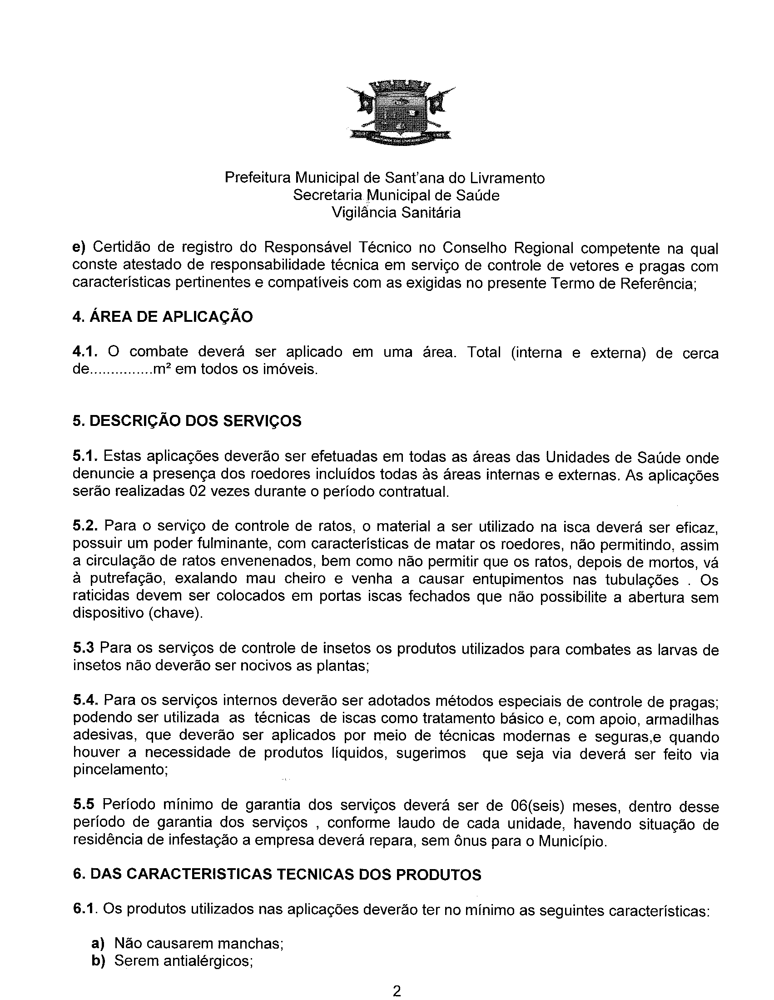 Prefeitura Municipal de Sant'ana do Livramento
Secretaria Municipal de Saúde
Vigilância Sanitária
e) Certidão de registro do Responsável Técnico no Conselho Regional competente na qual
conste atestado de responsabilidade técnica em serviço de controle de vetores e pragas com
características pertinentes e compatíveis com as exigidas no presente Termo de Referência;
4. ÁREA DE APLICAÇÃO
4.1. O combate deverá ser aplicado em uma área. Total (interna e externa) de cerca
de...............m² em todos os imóveis.
5. DESCRIÇÃO DOS SERVIÇOS
5.1. Estas aplicações deverão ser efetuadas em todas as áreas das Unidades de Saúde onde
denuncie a presença dos roedores incluídos todas às áreas internas e externas. As aplicações
serão realizadas 02 vezes durante o período contratual.
5.2. Para o serviço de controle de ratos, o material a ser utilizado na isca deverá ser eficaz,
possuir um poder fulminante, com características de matar os roedores, não permitindo, assim
a circulação de ratos envenenados, bem como não permitir que os ratos, depois de mortos, vá
à putrefação, exalando mau cheiro e venha a causar entupimentos nas tubulações . Os
raticidas devem ser colocados em portas iscas fechados que não possibilite a abertura sem
dispositivo (chave).
5.3 Para os serviços de controle de insetos os produtos utilizados para combates as larvas de
insetos não deverão ser nocivos as plantas;
5.4. Para os serviços internos deverão ser adotados métodos especiais de controle de pragas;
podendo ser utilizada as técnicas de iscas como tratamento básico e, com apoio, armadilhas
adesivas, que deverão ser aplicados por meio de técnicas modernas e seguras,e quando
houver a necessidade de produtos líquidos, sugerimos que seja via deverá ser feito via
pincelamento;
5.5 Período mínimo de garantia dos serviços deverá ser de 06(seis) meses, dentro desse
período de garantia dos serviços , conforme laudo de cada unidade, havendo situação de
residência de infestação a empresa deverá repara, sem ônus para o Município.
6. DAS CARACTERISTICAS TECNICAS DOS PRODUTOS
6.1. Os produtos utilizados nas aplicações deverão ter no mínimo as seguintes características:
a) Não causarem manchas;
b) Serem antialérgicos;
2